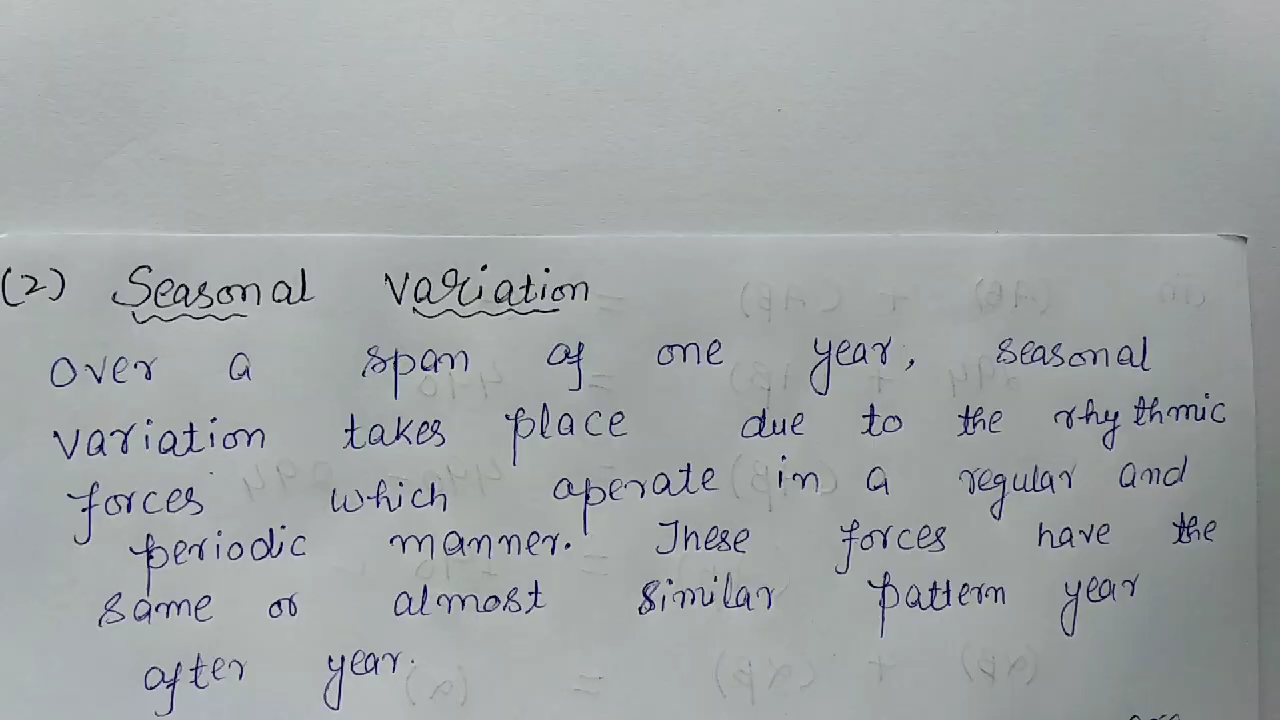 (2) Seasonal Variation
over a span of one year, seasonal
variation takes place due to the rhythmic
forces which operate in a regular and
periodic manner. These forces have the
same or almost similar pattern year
after year.